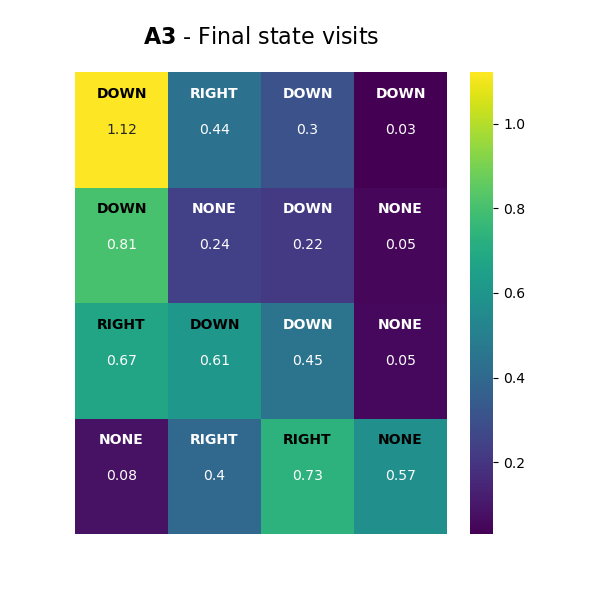 A3 - Final state visits
DOWN RIGHT DOWN DOWN
1.12 0.44 0.3 0.03
DOWN NONE DOWN NONE
0.81 0.24 0.22 0.05
RIGHT DOWN DOWN NONE
0.67 0.61 0.45 0.05
NONE RIGHT RIGHT NONE
0.08 0.4 0.73 0.57
1.0
0.8
0.6
0.4
0.2